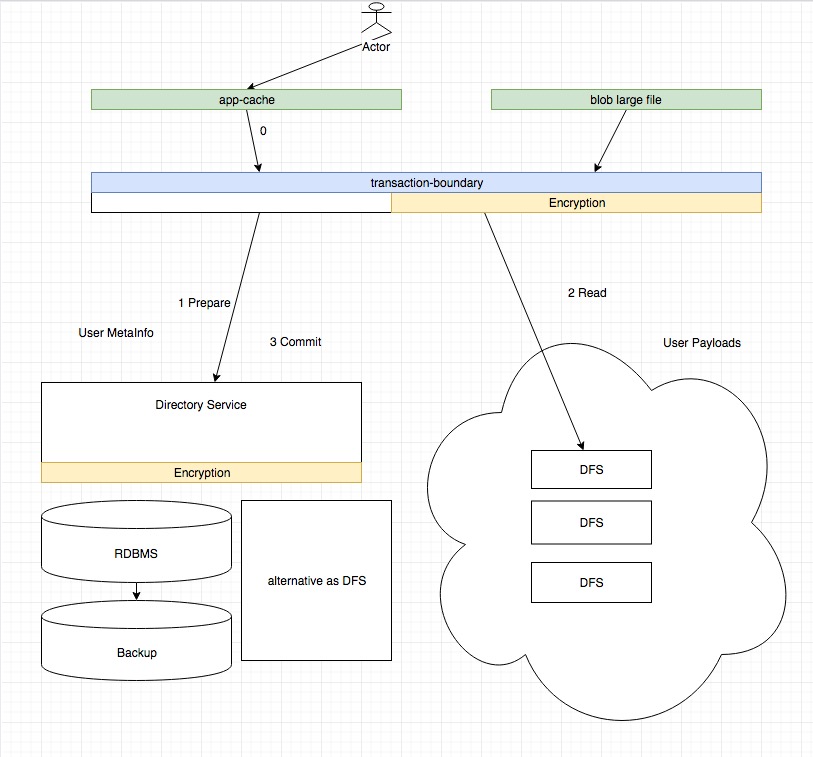 Actor
app-cache
blob large file
0
transaction-boundary
Encryption
2 Read
1 Prepare
User MetaInfo
3 Commit
User Payloads
Directory Service
Encryption
DFS
DFS
RDBMS
alternative as DFS
DFS
Backup